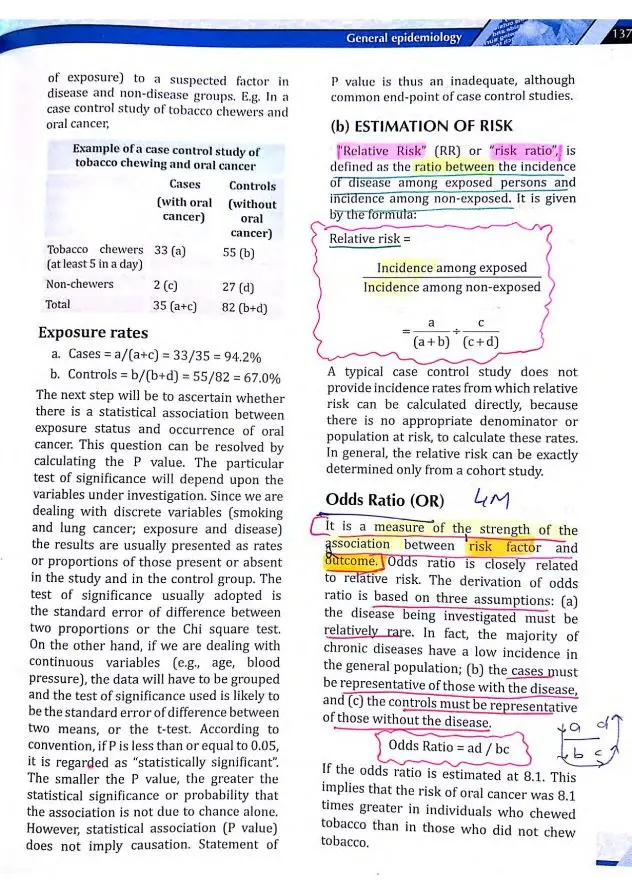 General epidemiology
137
of exposure) to a suspected factor in
disease and non-disease groups. E.g. In a
case control study of tobacco chewers and
oral cancer,
Example of a case control study of
tobacco chewing and oral cancer
Cases Controls
(with oral (without
cancer) oral
cancer)
Tobacco chewers 33 (a) 55 (b)
(at least 5 in a day)
Non-chewers 2 (c) 27 (d)
Total 35 (a+c) 82 (b+d)
Exposure rates
a. Cases = a/(a+c) = 33/35 = 94.2%
b. Controls = b/(b+d) = 55/82 = 67.0%
The next step will be to ascertain whether
there is a statistical association between
exposure status and occurrence of oral
cancer. This question can be resolved by
calculating the P value. The particular
test of significance will depend upon the
variables under investigation. Since we are
dealing with discrete variables (smoking
and lung cancer; exposure and disease)
the results are usually presented as rates
or proportions of those present or absent
in the study and in the control group. The
test of significance usually adopted is
the standard error of difference between
two proportions or the Chi square test.
On the other hand, if we are dealing with
continuous variables (e.g., age, blood
pressure), the data will have to be grouped
and the test of significance used is likely to
be the standard error of difference between
two means, or the t-test. According to
convention, if P is less than or equal to 0.05,
it is regarded as "statistically significant".
The smaller the P value, the greater the
statistical significance or probability that
the association is not due to chance alone.
However, statistical association (P value)
does not imply causation. Statement of
P value is thus an inadequate, although
common end-point of case control studies.
(b) ESTIMATION OF RISK
"Relative Risk" (RR) or "risk ratio", is
defined as the ratio between the incidence
of disease among exposed persons and
incidence among non-exposed. It is given
by the formula:
Relative risk =
Incidence among exposed
Incidence among non-exposed
= a ÷ c
(a+b) (c+d)
A typical case control study does not
provide incidence rates from which relative
risk can be calculated directly, because
there is no appropriate denominator or
population at risk, to calculate these rates.
In general, the relative risk can be exactly
determined only from a cohort study.
Odds Ratio (OR) 4M
It is a measure of the strength of the
association between risk factor and
outcome. Odds ratio is closely related
to relative risk. The derivation of odds
ratio is based on three assumptions: (a)
the disease being investigated must be
relatively rare. In fact, the majority of
chronic diseases have a low incidence in
the general population; (b) the cases must
be representative of those with the disease,
and (c) the controls must be representative
of those without the disease.
a d
b c
Odds Ratio = ad / bc
If the odds ratio is estimated at 8.1. This
implies that the risk of oral cancer was 8.1
times greater in individuals who chewed
tobacco than in those who did not chew
tobacco.